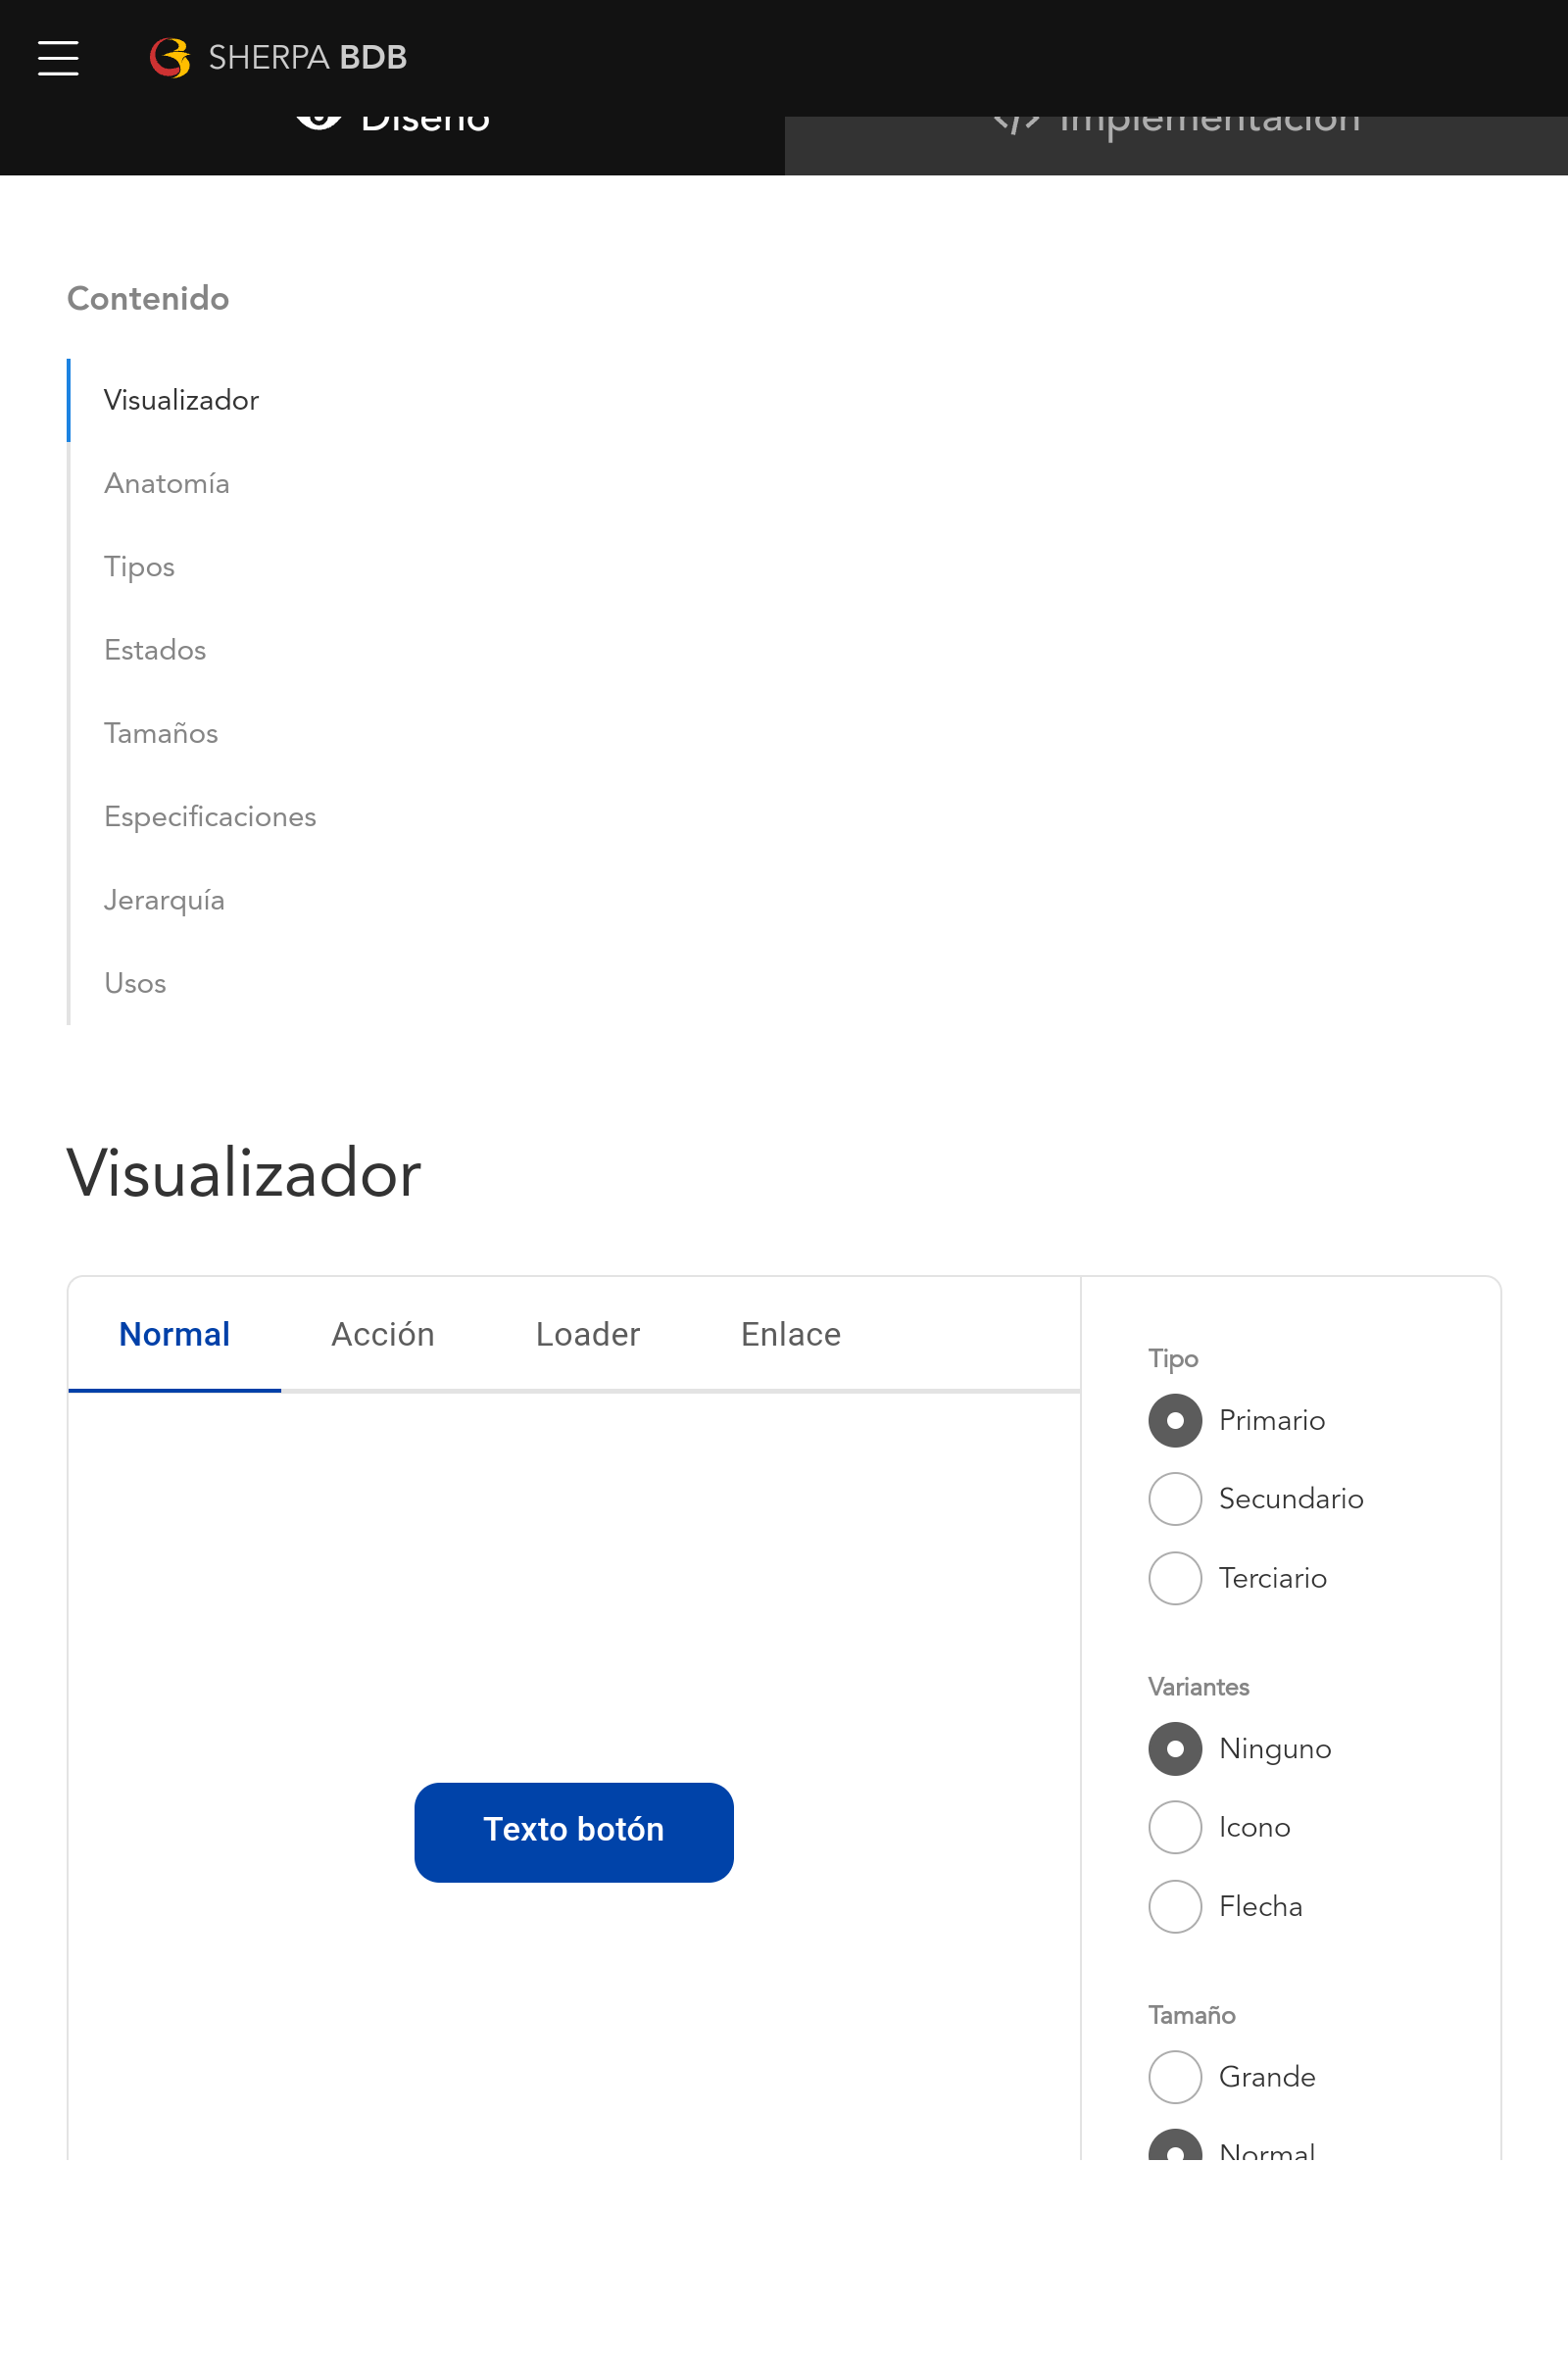 SHERPA BDB
Diseño
Implementación
Contenido
Visualizador
Anatomía
Tipos
Estados
Tamaños
Especificaciones
Jerarquía
Usos
Visualizador
Normal
Acción
Loader
Enlace
Texto botón
Tipo
Primario
Secundario
Terciario
Variantes
Ninguno
Icono
Flecha
Tamaño
Grande
Normal